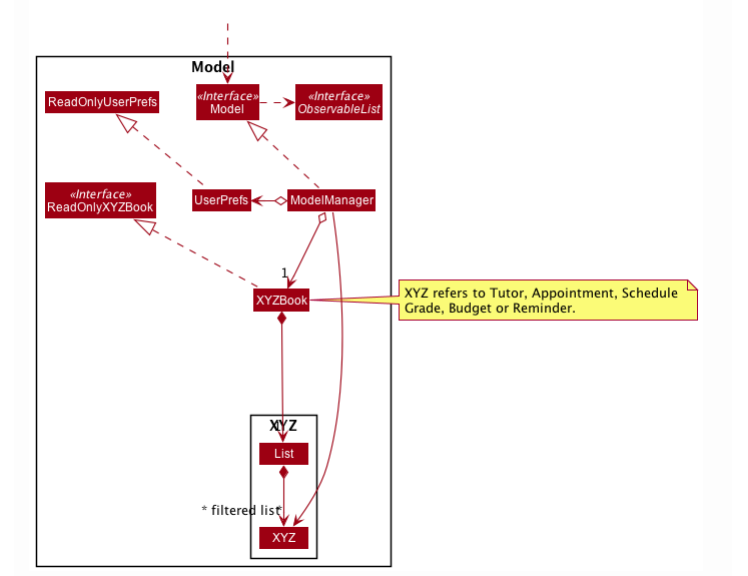 Model
«Interface»
Model
«Interface»
ObservableList
ReadOnlyUserPrefs
«Interface»
ReadOnlyXYZBook
UserPrefs
ModelManager
1
XYZBook
XYZ refers to Tutor, Appointment, Schedule
Grade, Budget or Reminder.
XYZ
1
List
* filtered list
*
XYZ